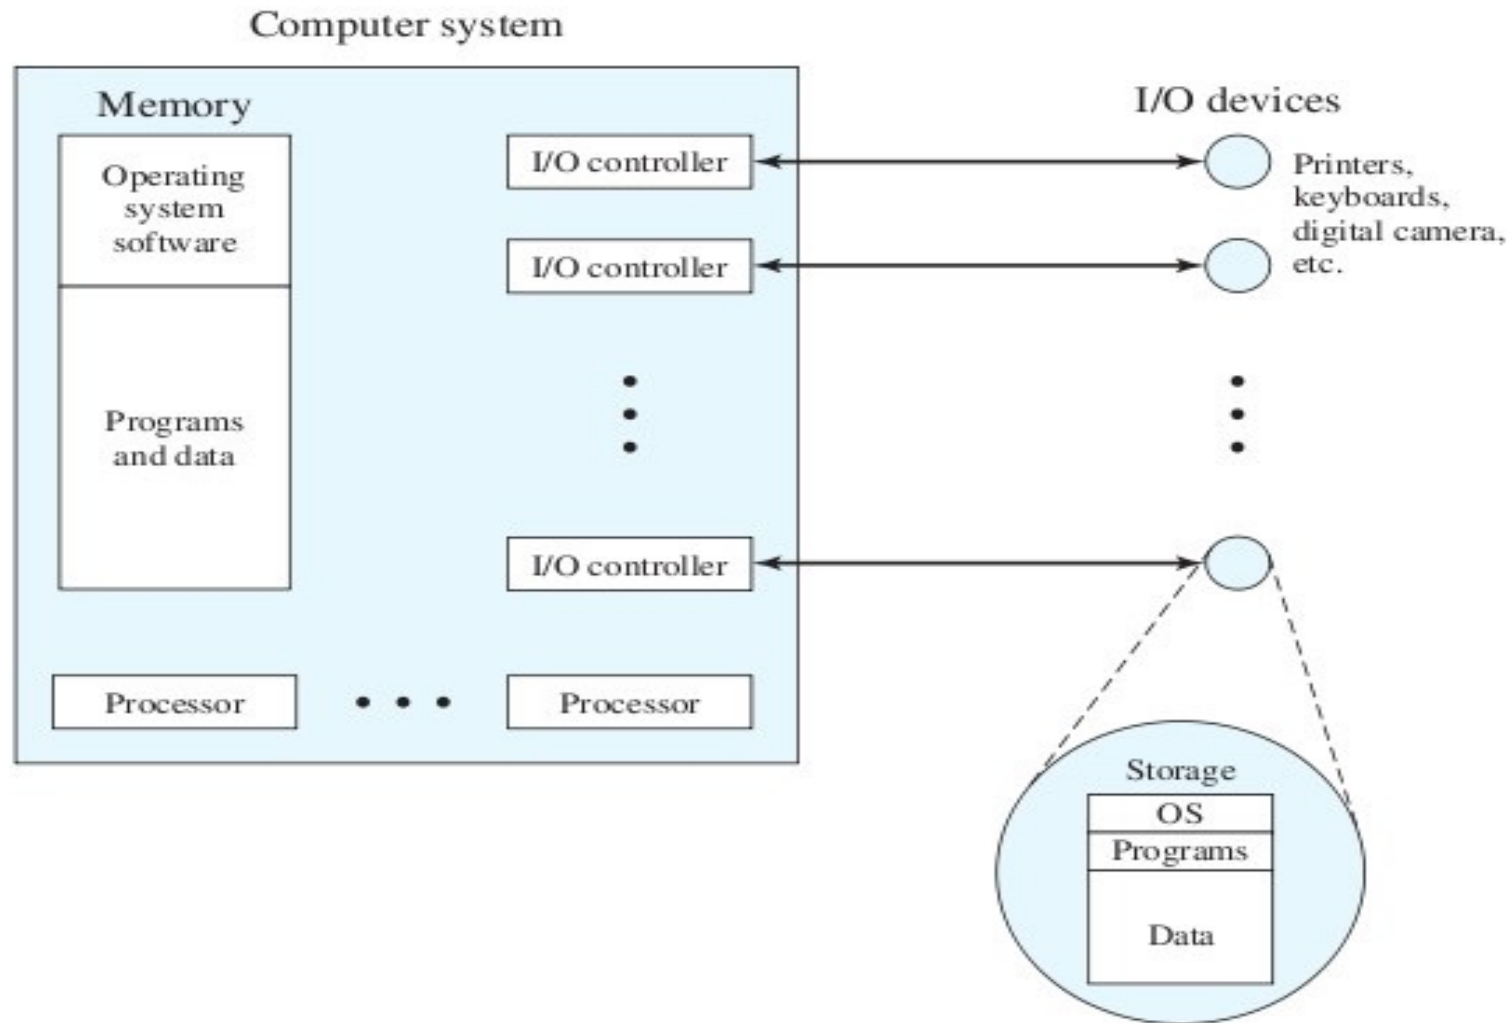 Computer system
Memory
Operating
system
software
Programs
and data
I/O controller
I/O controller
I/O controller
Processor
Processor
I/O devices
Printers,
keyboards,
digital camera,
etc.
Storage
OS
Programs
Data